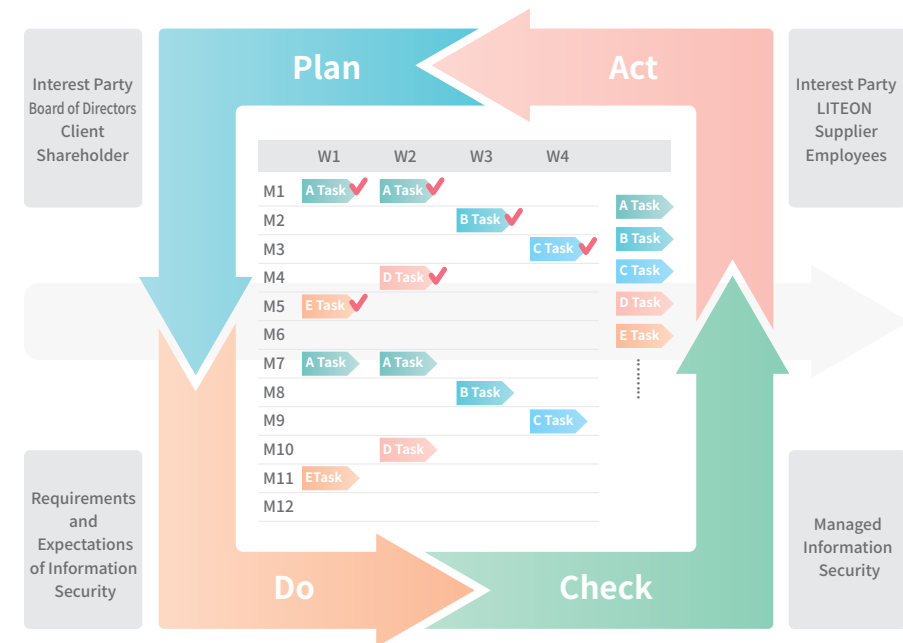 Plan
Act
Interest Party
Board of Directors
Client
Shareholder
Interest Party
LITEON
Supplier
Employees
W1 W2 W3 W4
M1 A Task A Task
M2 B Task
M3 C Task
M4 D Task
M5 E Task
M6
M7 A Task A Task
M8 B Task
M9 C Task
M10 D Task
M11 ETask
M12
A Task
B Task
C Task
D Task
E Task
Requirements
and
Expectations
of Information
Security
Managed
Information
Security
Do
Check